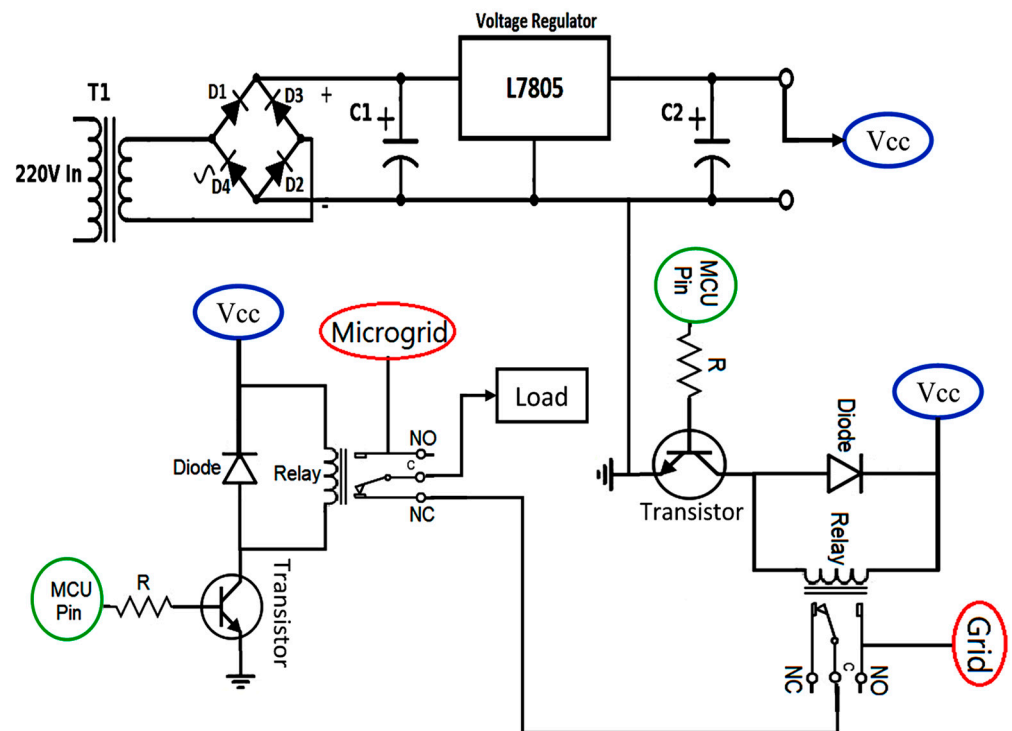 Voltage Regulator
T1
D1
D3
+
C1
+
L7805
C2
+
Vcc
220V In
D4
D2
-
MCU
Pin
Vcc
Microgrid
R
Vcc
Load
Diode
NO
C
Diode
Relay
NC
Transistor
Relay
MCU
Pin
R
Transistor
Grid
C
NC
NO